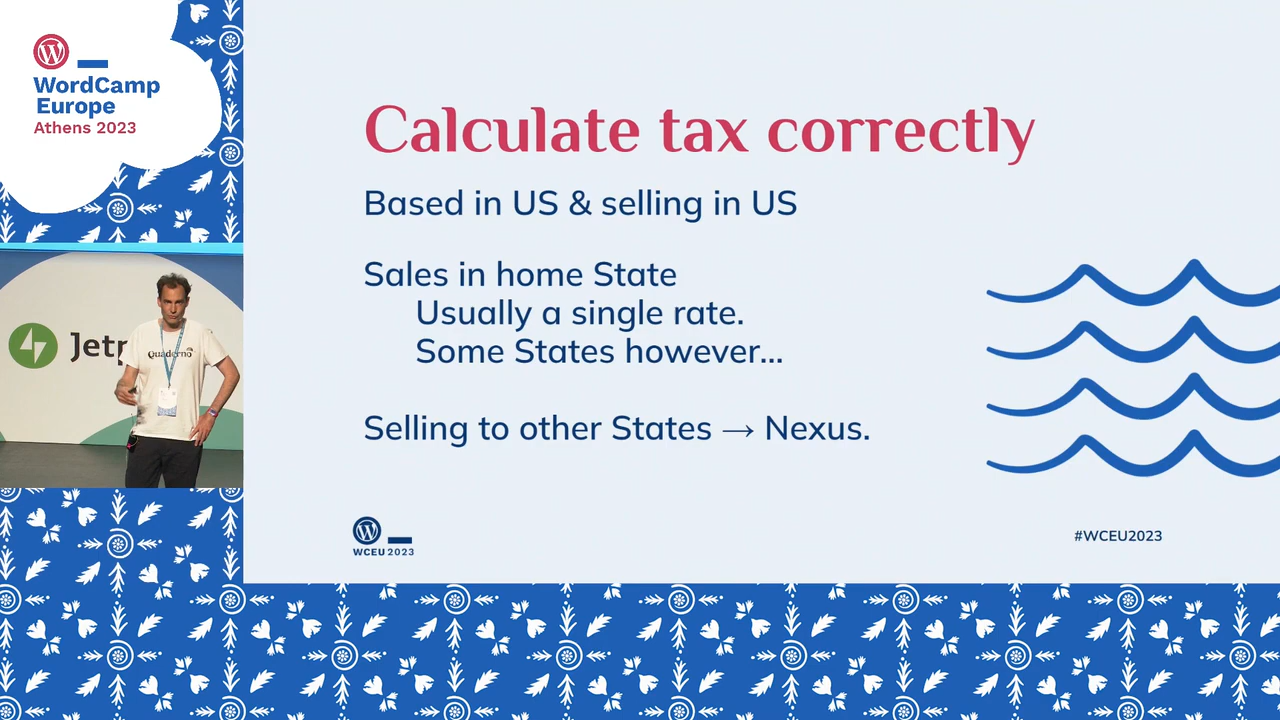 WordCamp
Europe
Athens 2023
Jetp
Quaderno
Calculate tax correctly
Based in US & selling in US
Sales in home State
Usually a single rate.
Some States however...
Selling to other States → Nexus.
WCEU 2023
#WCEU2023